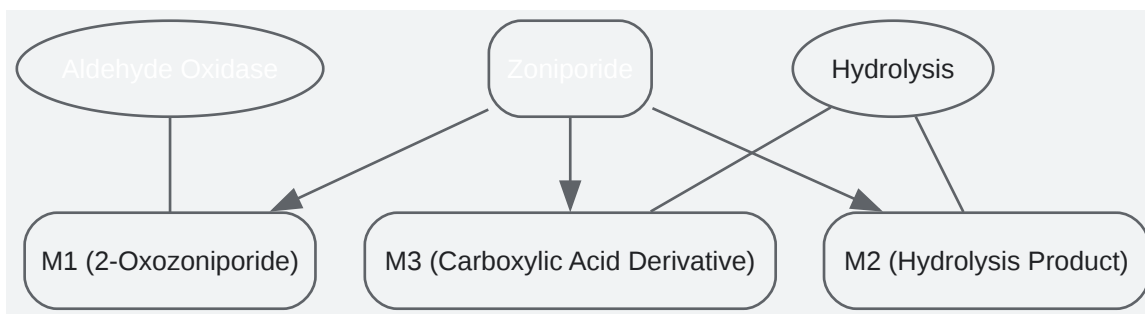 Aldehyde Oxidase
Zoniporide
Hydrolysis
M1 (2-Oxozoniporide)
M3 (Carboxylic Acid Derivative)
M2 (Hydrolysis Product)